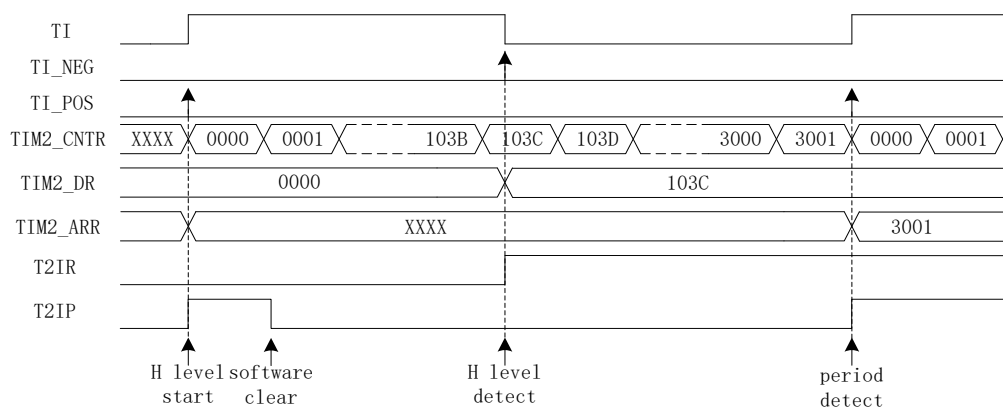 TI
TI_NEG
TI_POS
TIM2_CNTR XXXX 0000 0001 103B 103C 103D 3000 3001 0000 0001
TIM2_DR 0000 103C
TIM2_ARR XXXX 3001
T2IR
T2IP
H level software H level period
start clear detect detect